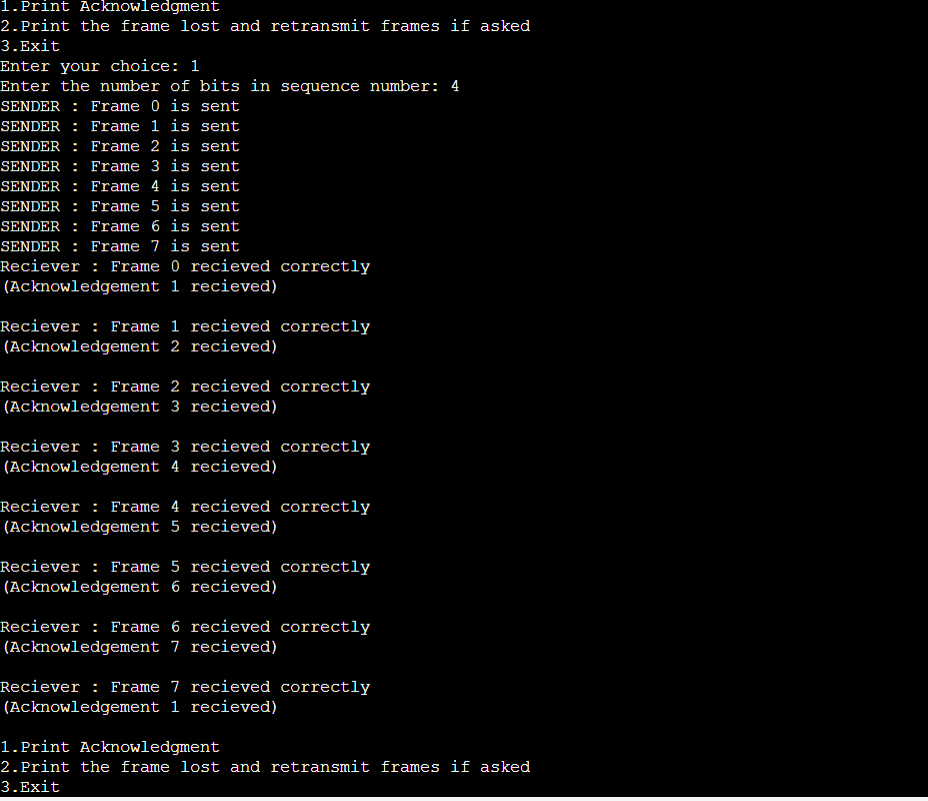 1.Print Acknowledgment
2.Print the frame lost and retransmit frames if asked
3.Exit
Enter your choice: 1
Enter the number of bits in sequence number: 4
SENDER : Frame 0 is sent
SENDER : Frame 1 is sent
SENDER : Frame 2 is sent
SENDER : Frame 3 is sent
SENDER : Frame 4 is sent
SENDER : Frame 5 is sent
SENDER : Frame 6 is sent
SENDER : Frame 7 is sent
Reciever : Frame 0 recieved correctly
(Acknowledgement 1 recieved)
Reciever : Frame 1 recieved correctly
(Acknowledgement 2 recieved)
Reciever : Frame 2 recieved correctly
(Acknowledgement 3 recieved)
Reciever : Frame 3 recieved correctly
(Acknowledgement 4 recieved)
Reciever : Frame 4 recieved correctly
(Acknowledgement 5 recieved)
Reciever : Frame 5 recieved correctly
(Acknowledgement 6 recieved)
Reciever : Frame 6 recieved correctly
(Acknowledgement 7 recieved)
Reciever : Frame 7 recieved correctly
(Acknowledgement 1 recieved)
1.Print Acknowledgment
2.Print the frame lost and retransmit frames if asked
3.Exit